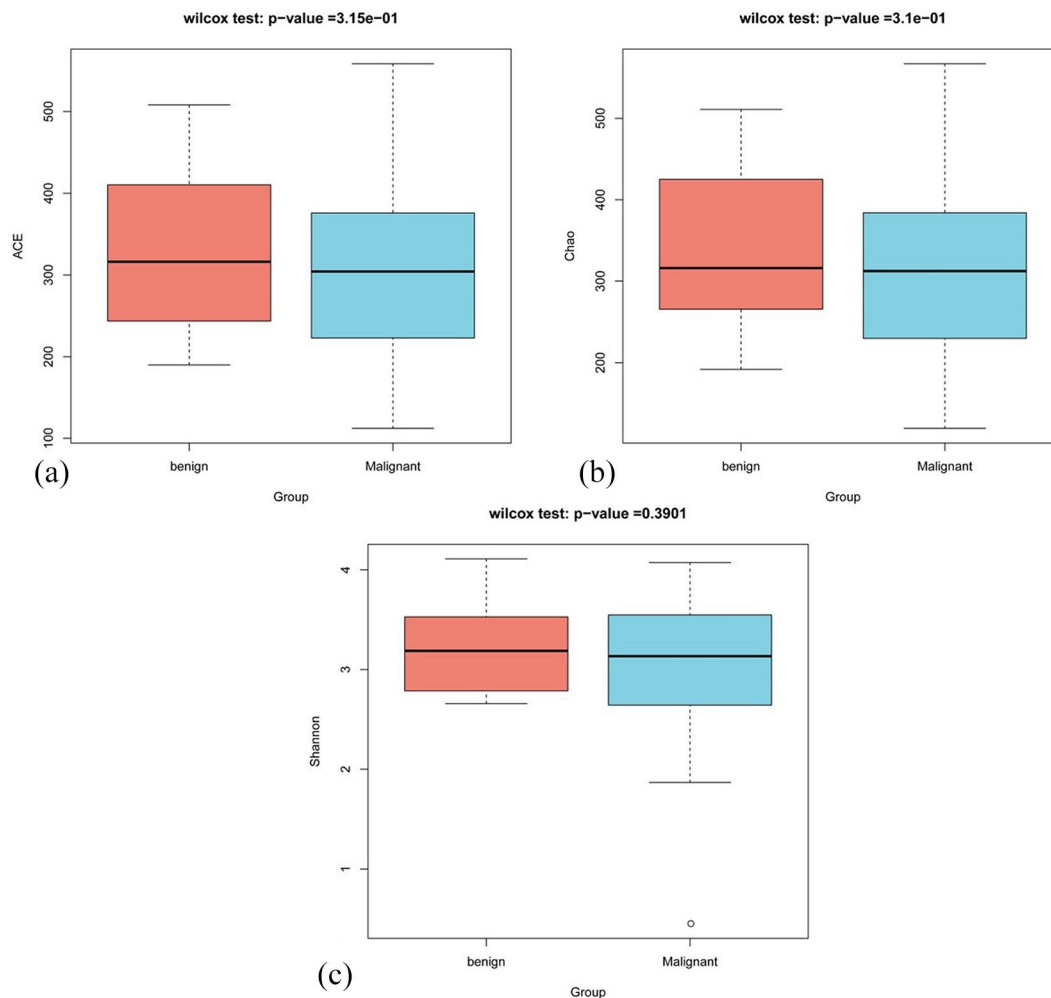 wilcox test: p−value =3.15e−01
ACE
500
400
300
200
100
benign
Malignant
Group
(a)
wilcox test: p−value =3.1e−01
Chao
500
400
300
200
benign
Malignant
Group
(b)
wilcox test: p−value =0.3901
Shannon
4
3
2
1
benign
Malignant
Group
(c)